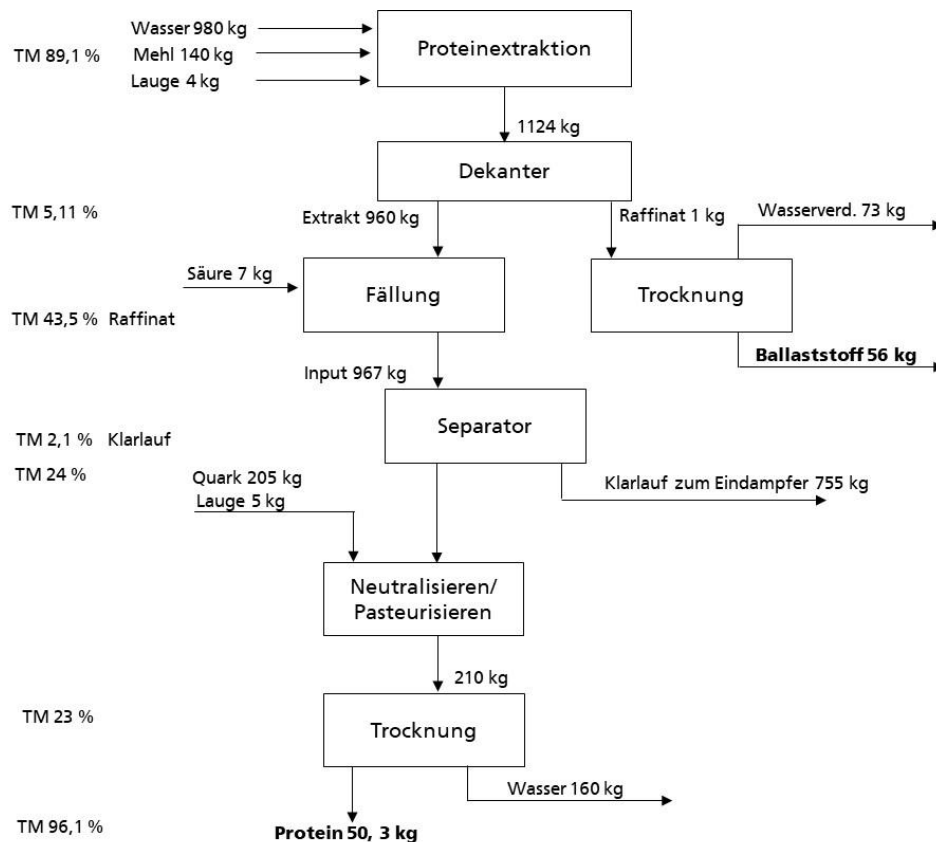 Wasser 980 kg
TM 89,1 %
Mehl 140 kg
Lauge 4 kg
Proteinextraktion
1124 kg
Dekanter
TM 5,11 %
Extrakt 960 kg
Raffinat 1 kg
Wasserverd. 73 kg
Säure 7 kg
Fällung
Trocknung
TM 43,5 % Raffinat
Ballaststoff 56 kg
Input 967 kg
Separator
TM 2,1 % Klarlauf
TM 24 %
Quark 205 kg
Lauge 5 kg
Klarlauf zum Eindampfer 755 kg
Neutralisieren/
Pasteurisieren
210 kg
TM 23 %
Trocknung
Wasser 160 kg
TM 96,1 %
Protein 50, 3 kg